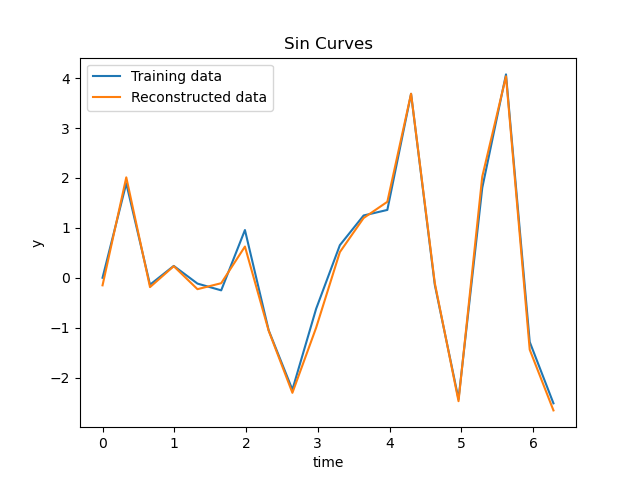 Sin Curves
Training data
Reconstructed data
4
3
2
1
0
−1
−2
y
0 1 2 3 4 5 6
time